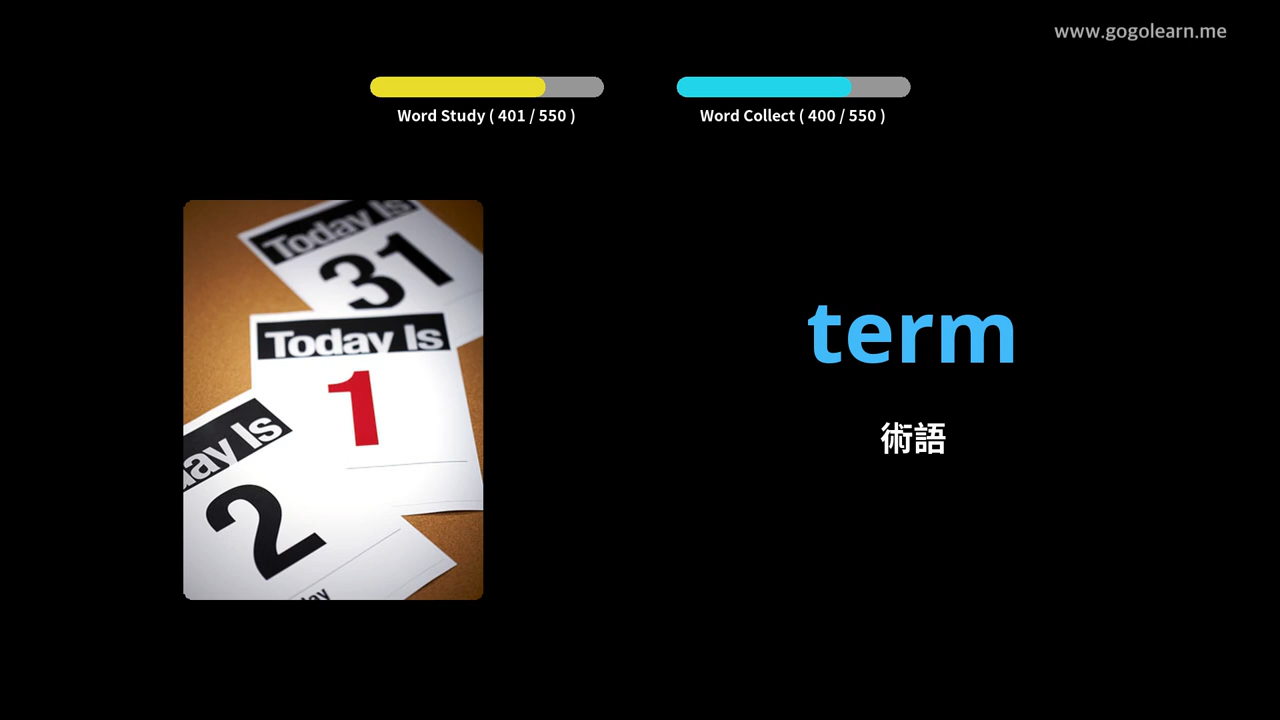 www.gogolearn.me
Word Study ( 401 / 550 )
Word Collect ( 400 / 550 )
Today Is
31
Today Is
1
ay Is
2
term
術語